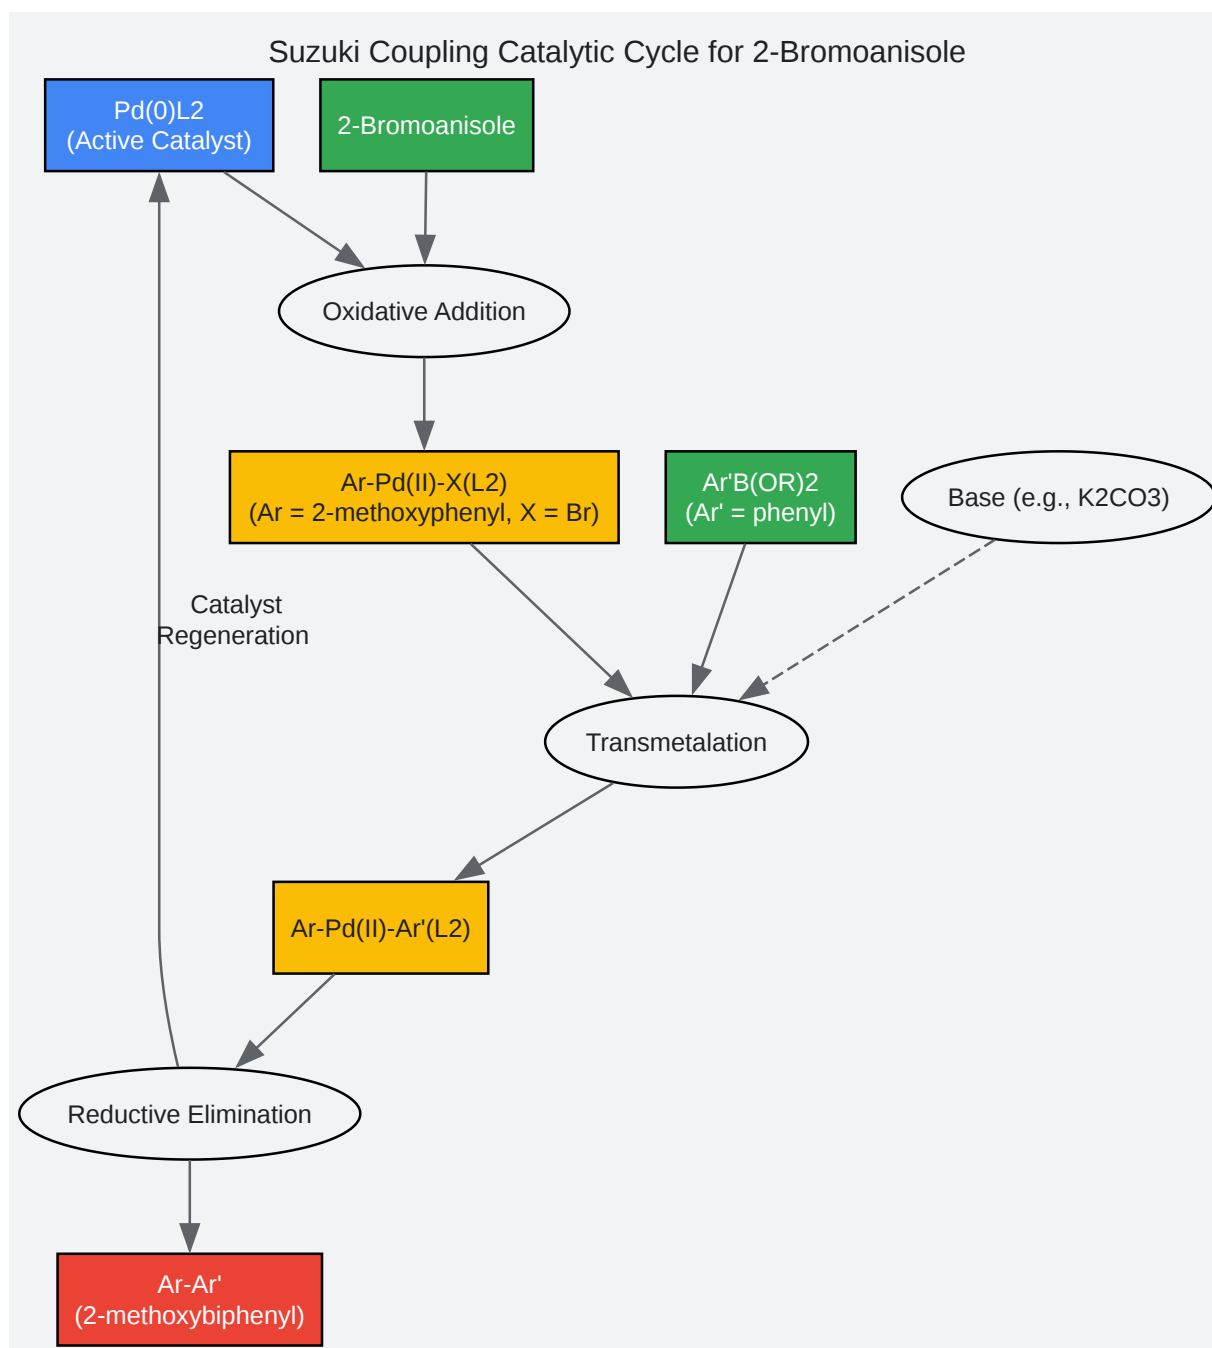 Suzuki Coupling Catalytic Cycle for 2-Bromoanisole
Pd(0)L2
(Active Catalyst)
2-Bromoanisole
Oxidative Addition
Ar-Pd(II)-X(L2)
(Ar = 2-methoxyphenyl, X = Br)
Ar'B(OR)2
(Ar' = phenyl)
Base (e.g., K2CO3)
Catalyst
Regeneration
Transmetalation
Ar-Pd(II)-Ar'(L2)
Reductive Elimination
Ar-Ar'
(2-methoxybiphenyl)